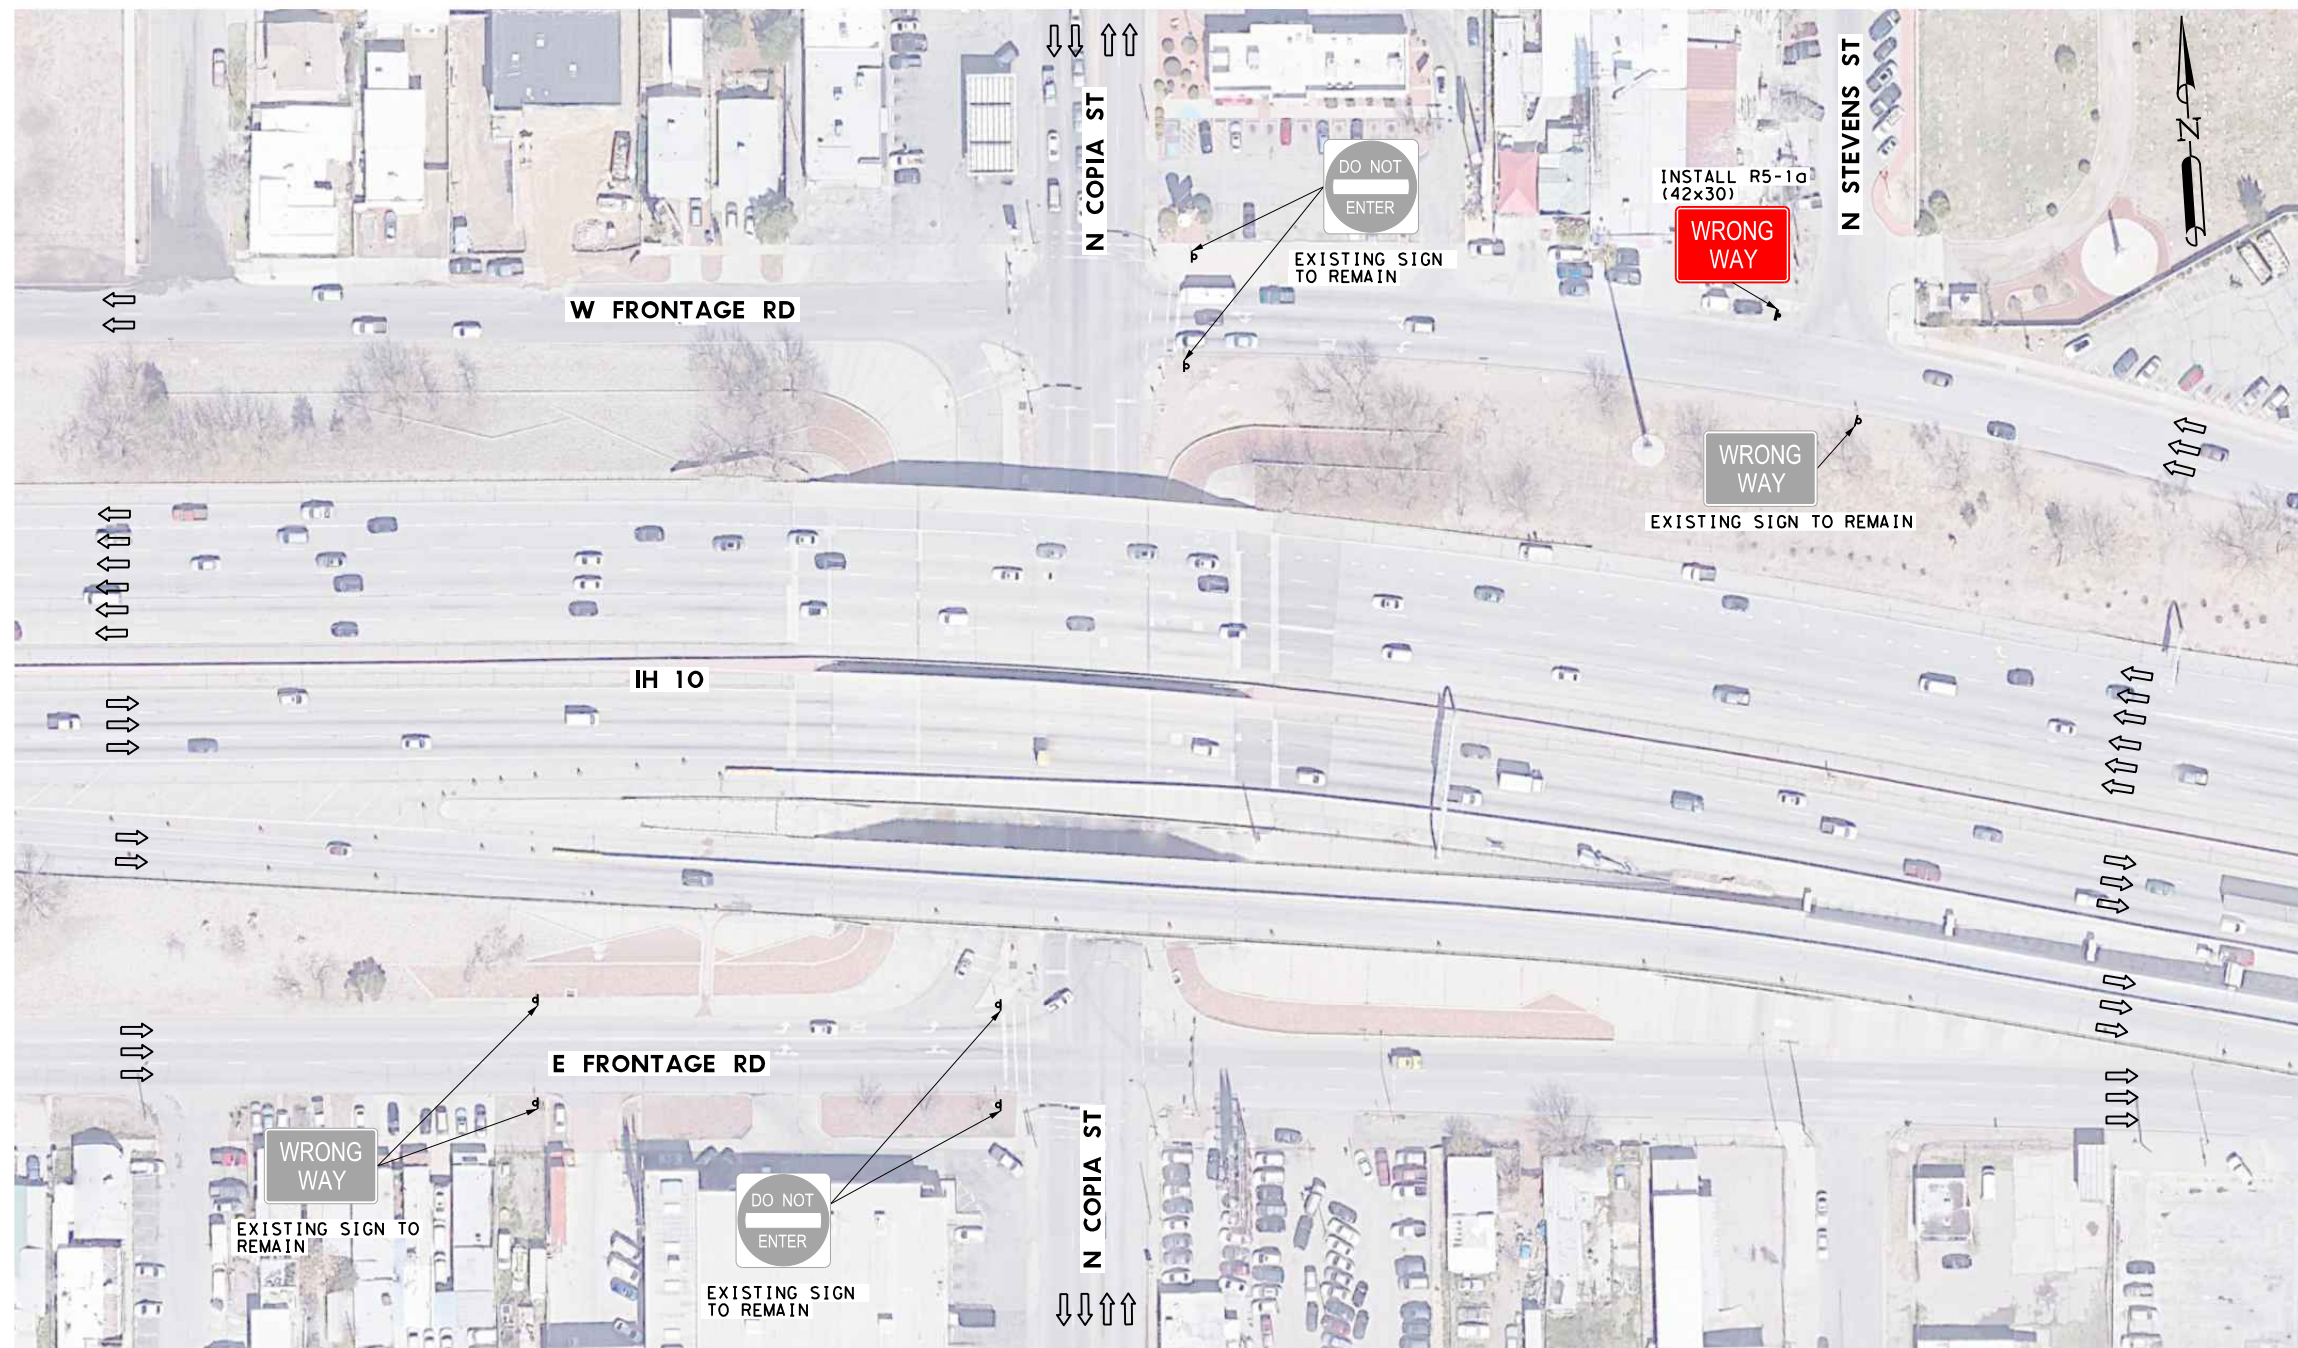 N COPIA ST
N STEVENS ST
DO NOT
ENTER
EXISTING SIGN
TO REMAIN
INSTALL R5-1a
(42x30)
WRONG
WAY
N
W FRONTAGE RD
WRONG
WAY
EXISTING SIGN TO REMAIN
IH 10
E FRONTAGE RD
WRONG
WAY
EXISTING SIGN TO
REMAIN
DO NOT
ENTER
EXISTING SIGN
TO REMAIN
N COPIA ST